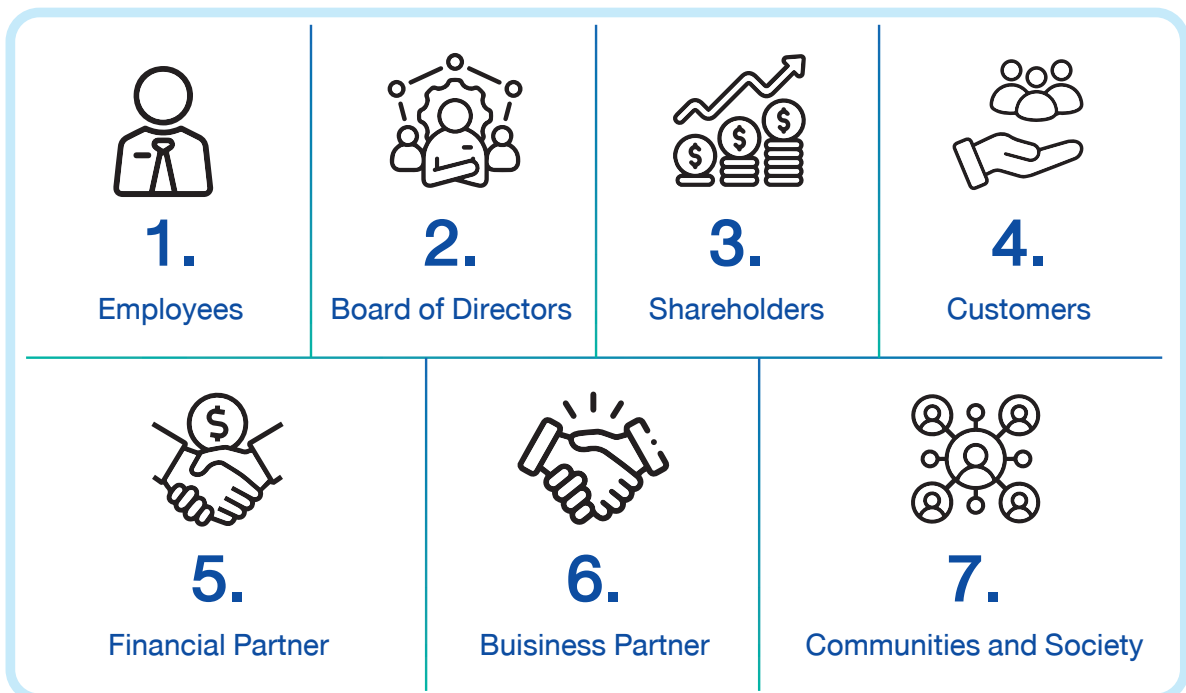 1.
2.
3.
4.
Employees
Board of Directors
Shareholders
Customers
5.
6.
7.
Financial Partner
Buisiness Partner
Communities and Society